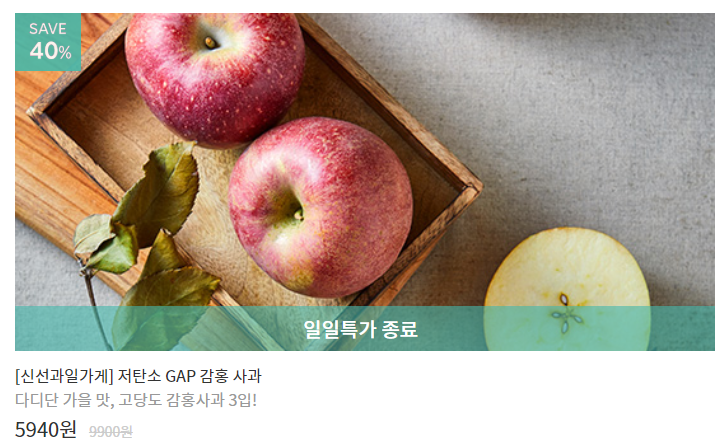 SAVE
40%
일일특가 종료
[신선과일가게] 저탄소 GAP 감홍 사과
다디단 가을 맛, 고당도 감홍사과 3입!
5940원 9900원